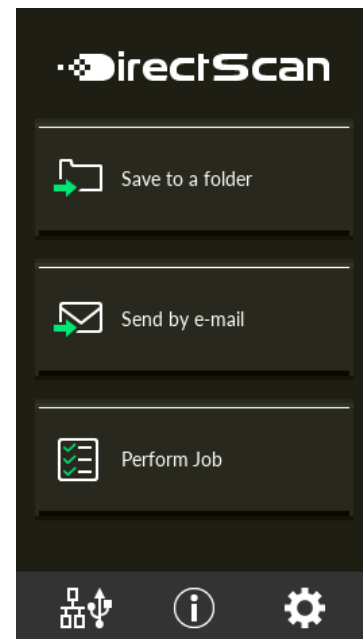 DirectScan
Save to a folder
Send by e-mail
Perform Job